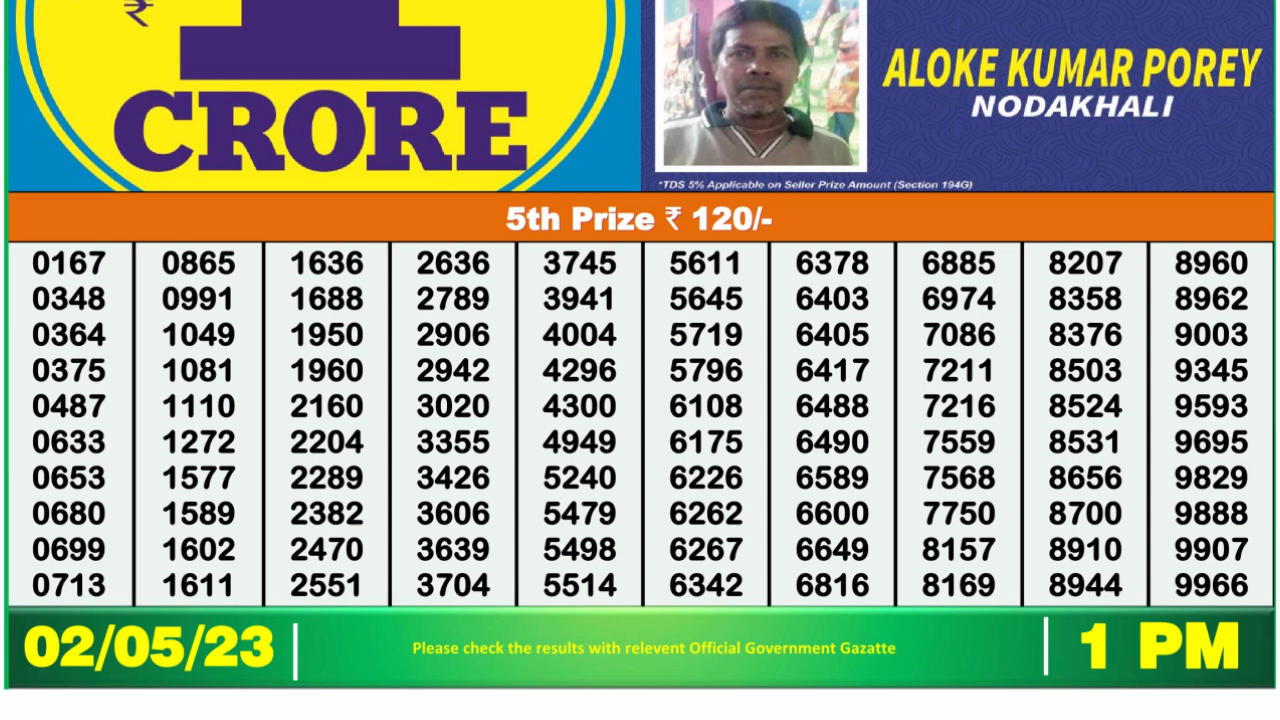 ₹ 1
CRORE
ALOKE KUMAR POREY
NODAKHALI
*TDS 5% Applicable on Seller Prize Amount (Section 194G)
5th Prize ₹ 120/-
0167 0865 1636 2636 3745 5611 6378 6885 8207 8960
0348 0991 1688 2789 3941 5645 6403 6974 8358 8962
0364 1049 1950 2906 4004 5719 6405 7086 8376 9003
0375 1081 1960 2942 4296 5796 6417 7211 8503 9345
0487 1110 2160 3020 4300 6108 6488 7216 8524 9593
0633 1272 2204 3355 4949 6175 6490 7559 8531 9695
0653 1577 2289 3426 5240 6226 6589 7568 8656 9829
0680 1589 2382 3606 5479 6262 6600 7750 8700 9888
0699 1602 2470 3639 5498 6267 6649 8157 8910 9907
0713 1611 2551 3704 5514 6342 6816 8169 8944 9966
02/05/23 Please check the results with relevent Official Government Gazatte 1 PM